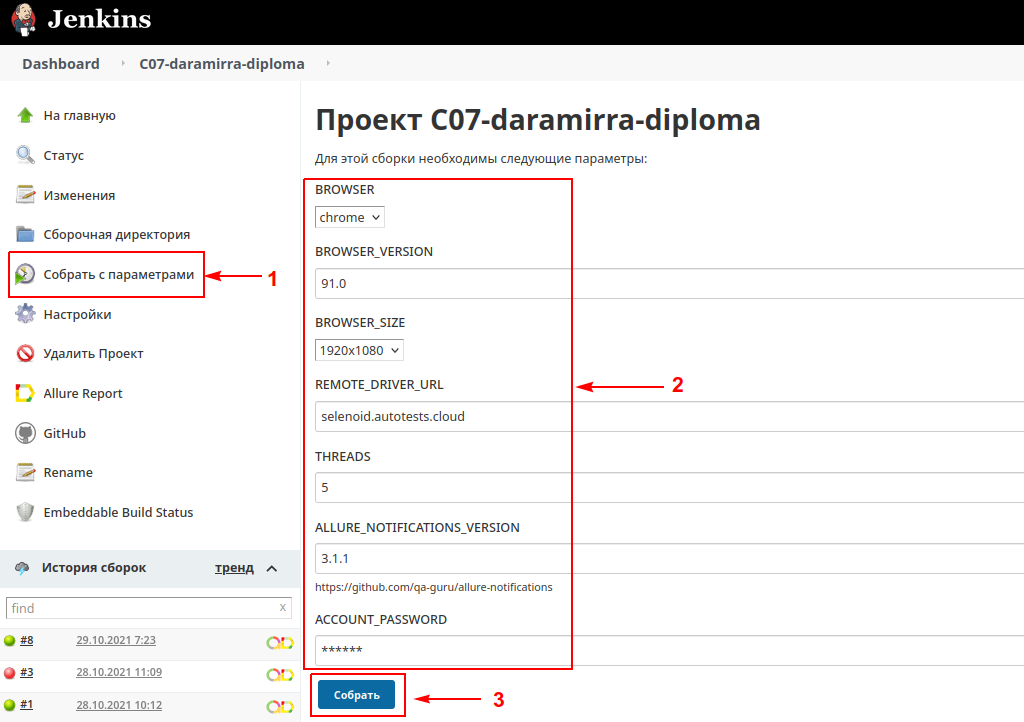 Jenkins
Dashboard
C07-daramirra-diploma
На главную
Статус
Изменения
Сборочная директория
Собрать с параметрами
1
Настройки
Удалить Проект
Allure Report
GitHub
Rename
Embeddable Build Status
История сборок
тренд
find
x
#8
29.10.2021 7:23
#3
28.10.2021 11:09
#1
28.10.2021 10:12
Проект C07-daramirra-diploma
Для этой сборки необходимы следующие параметры:
BROWSER
chrome
BROWSER_VERSION
91.0
BROWSER_SIZE
1920x1080
REMOTE_DRIVER_URL
2
selenoid.autotests.cloud
THREADS
5
ALLURE_NOTIFICATIONS_VERSION
3.1.1
https://github.com/qa-guru/allure-notifications
ACCOUNT_PASSWORD
******
Собрать
3